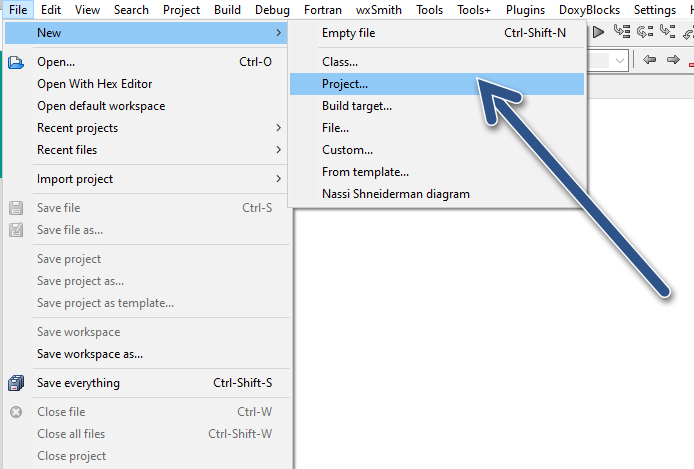 File Edit View Search Project Build Debug Fortran wxSmith Tools Tools+ Plugins DoxyBlocks Settings
New
Empty file Ctrl-Shift-N
Open... Ctrl-O
Class...
Open With Hex Editor
Project...
Open default workspace
Build target...
Recent projects
File...
Recent files
Custom...
Import project
From template...
Nassi Shneiderman diagram
Save file Ctrl-S
Save file as...
Save project
Save project as...
Save project as template...
Save workspace
Save workspace as...
Save everything Ctrl-Shift-S
Close file Ctrl-W
Close all files Ctrl-Shift-W
Close project